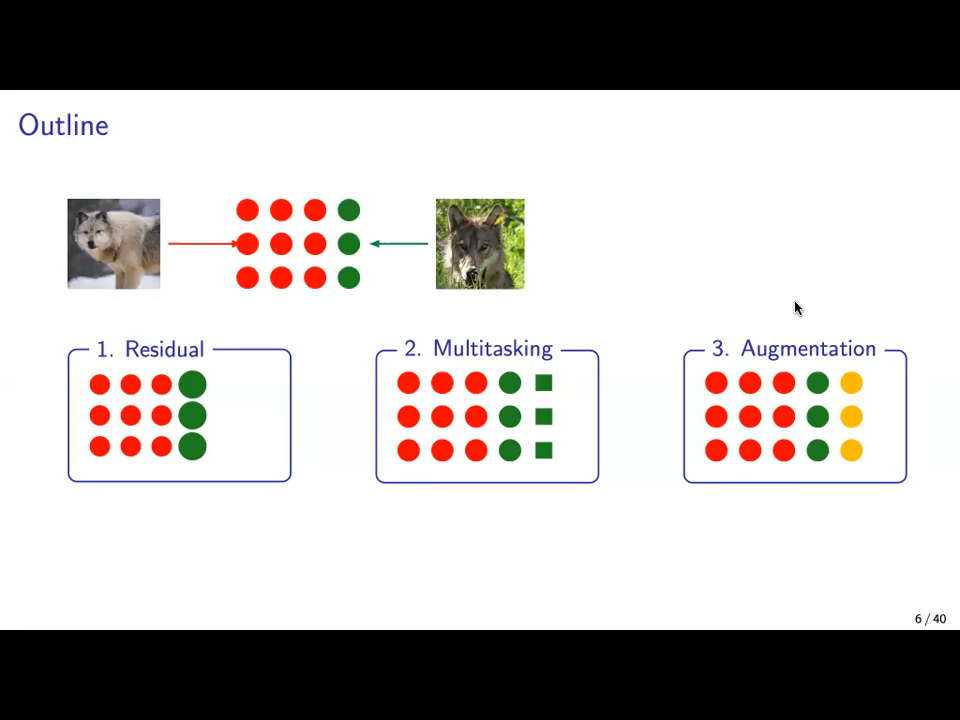 Outline
1. Residual
2. Multitasking
3. Augmentation
6 / 40